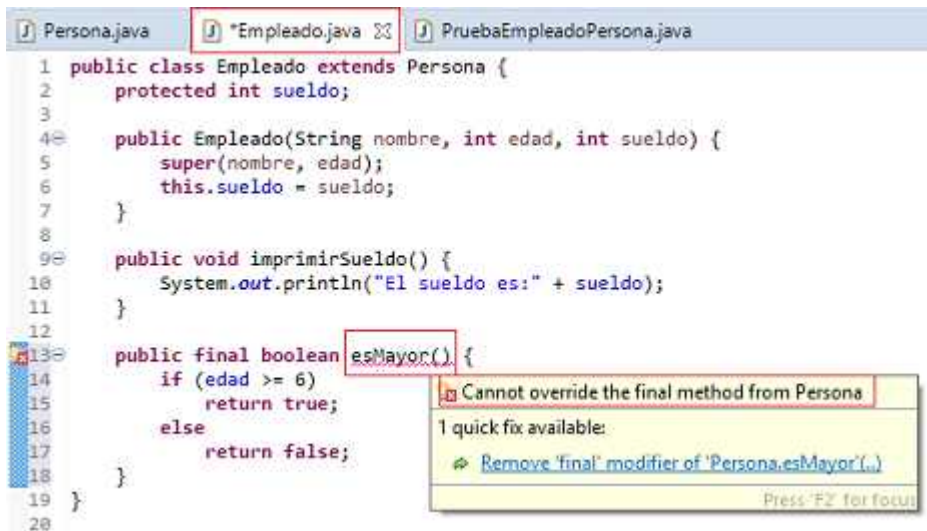 Persona.java *Empleado.java PruebaEmpleadoPersona.java
1 public class Empleado extends Persona {
2 protected int sueldo;
3
4 public Empleado(String nombre, int edad, int sueldo) {
5 super(nombre, edad);
6 this.sueldo = sueldo;
7 }
8
9 public void imprimirSueldo() {
10 System.out.println("El sueldo es:" + sueldo);
11 }
12
13 public final boolean esMayor() {
14 if (edad >= 6)
Cannot override the final method from Persona
15 return true;
16 else
1 quick fix available:
17 return false;
Remove 'final' modifier of 'Persona.esMayor'(..)
18 }
19 }
Press 'F2' for focus
20